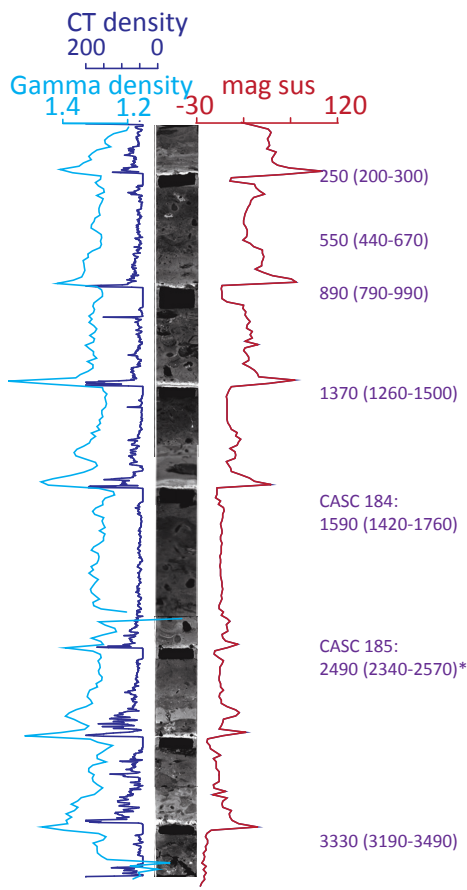 CT density
200 0
Gamma density mag sus
1.4 1.2 -30 120
250 (200-300)
550 (440-670)
890 (790-990)
1370 (1260-1500)
CASC 184:
1590 (1420-1760)
CASC 185:
2490 (2340-2570)*
3330 (3190-3490)